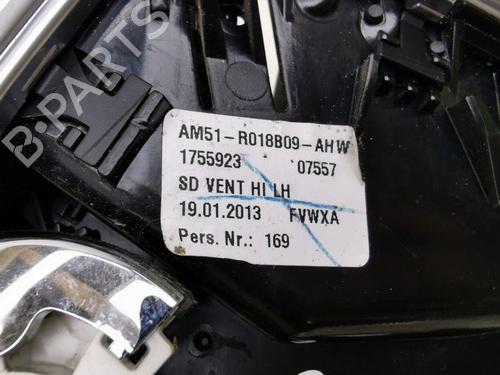 B-PARTS
AM51-R018B09-AHW
1755923 07557
SD VENT HI LH
19.01.2013 FVWXA
Pers. Nr.: 169